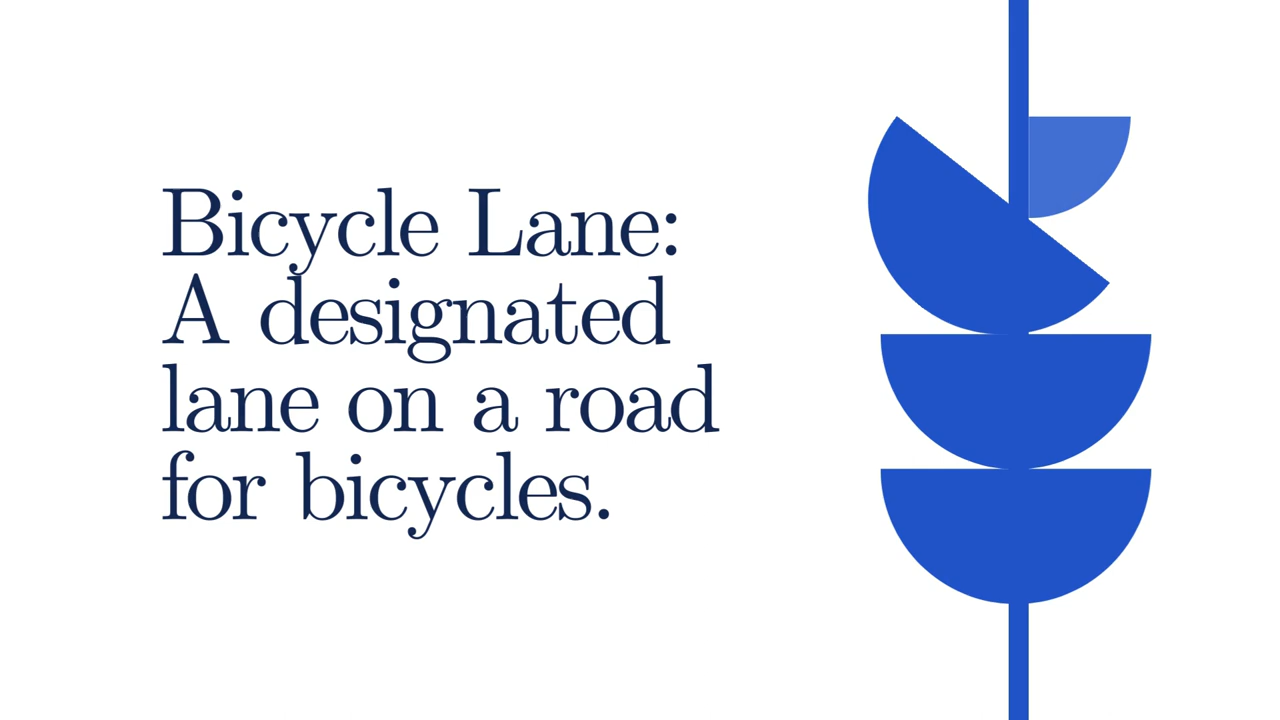 Bicycle Lane:
A designated
lane on a road
for bicycles.